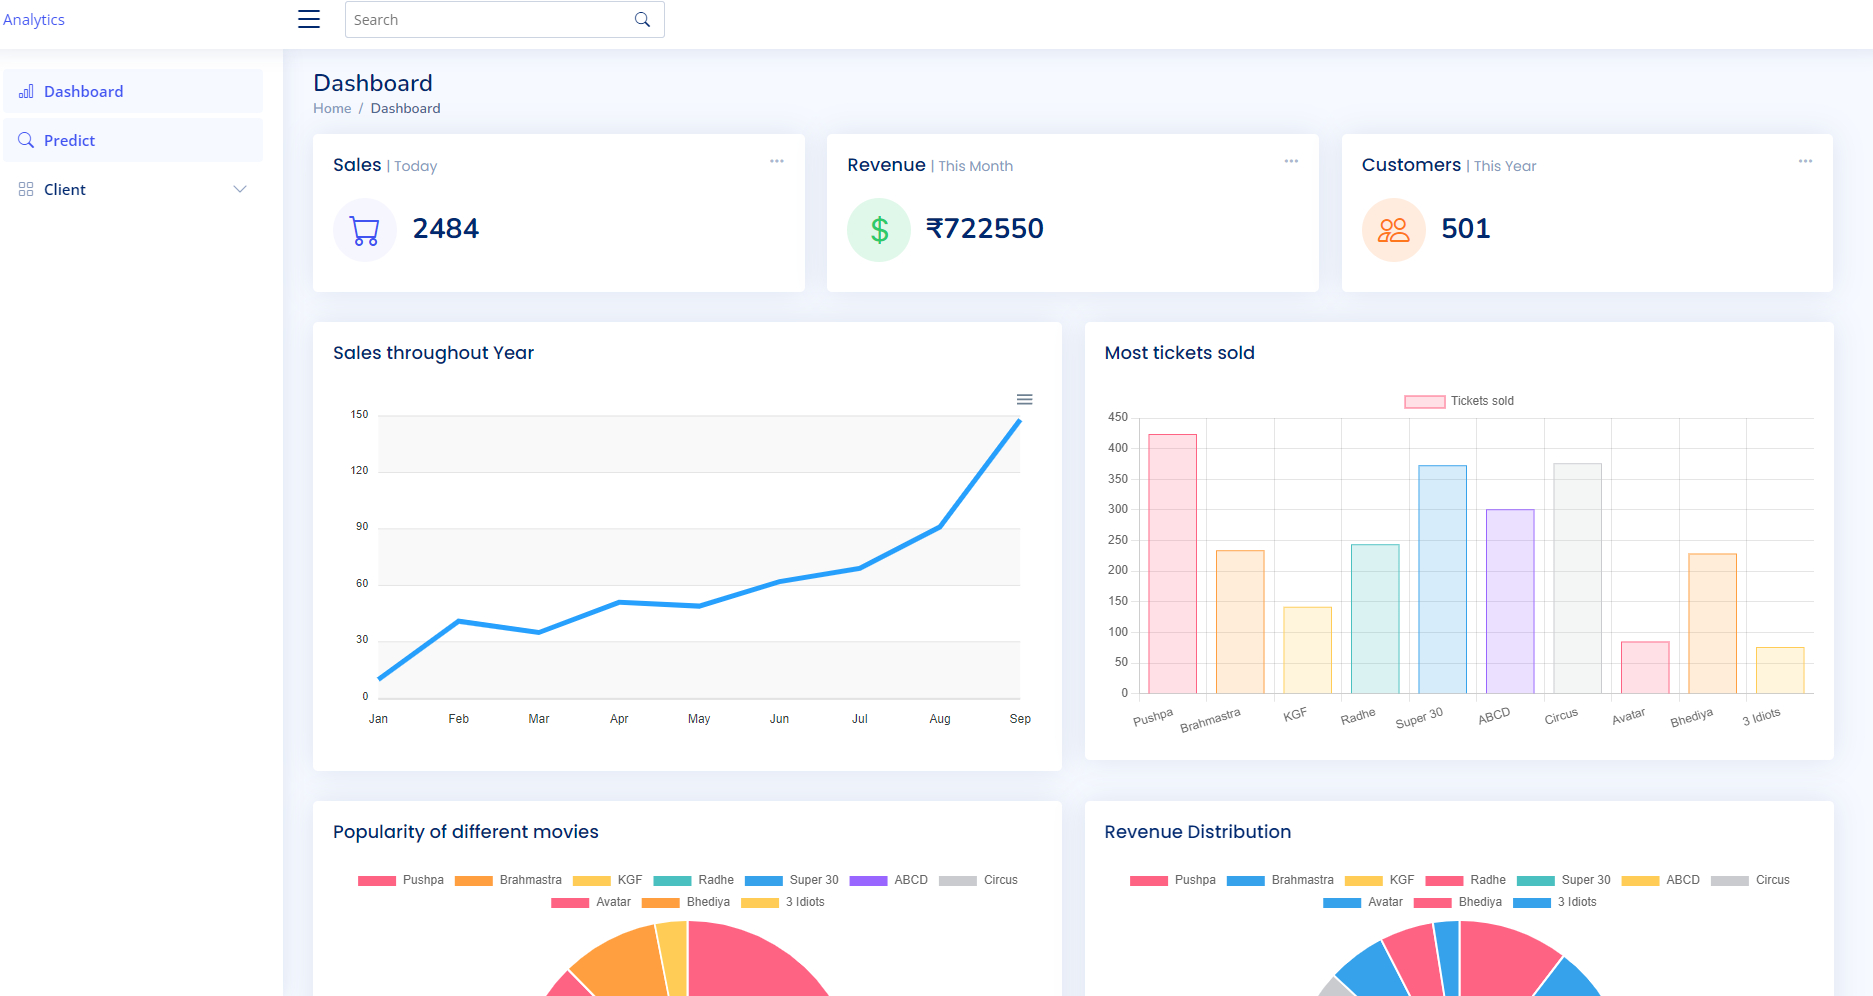 Analytics
Search
Dashboard
Predict
Client
Dashboard
Home / Dashboard
Sales | Today
2484
Revenue | This Month
$
₹722550
Customers | This Year
501
Sales throughout Year
150
120
90
60
30
0
Jan Feb Mar Apr May Jun Jul Aug Sep
Most tickets sold
Tickets sold
450
400
350
300
250
200
150
100
50
0
Pushpa Brahmastra KGF Radhe Super 30 ABCD Circus Avatar Bhediya 3 Idiots
Popularity of different movies
Pushpa Brahmastra KGF Radhe Super 30 ABCD Circus
Avatar Bhediya 3 Idiots
Revenue Distribution
Pushpa Brahmastra KGF Radhe Super 30 ABCD Circus
Avatar Bhediya 3 Idiots